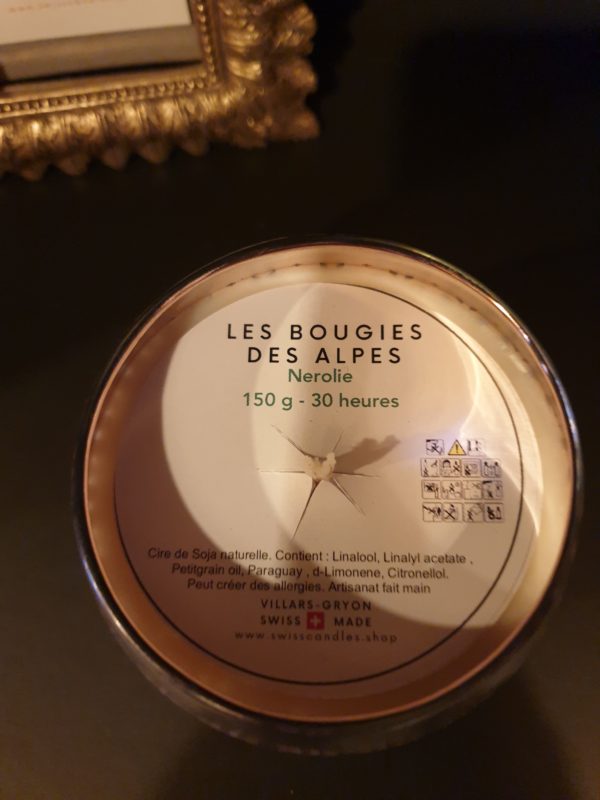 LES BOUGIES
DES ALPES
Nerolie
150 g - 30 heures
Cire de Soja naturelle. Contient : Linalool, Linalyl acetate ,
Petitgrain oil, Paraguay , d-Limonene, Citronellol.
Peut créer des allergies. Artisanat fait main
VILLARS-GRYON
SWISS MADE
www.swisscandles.shop